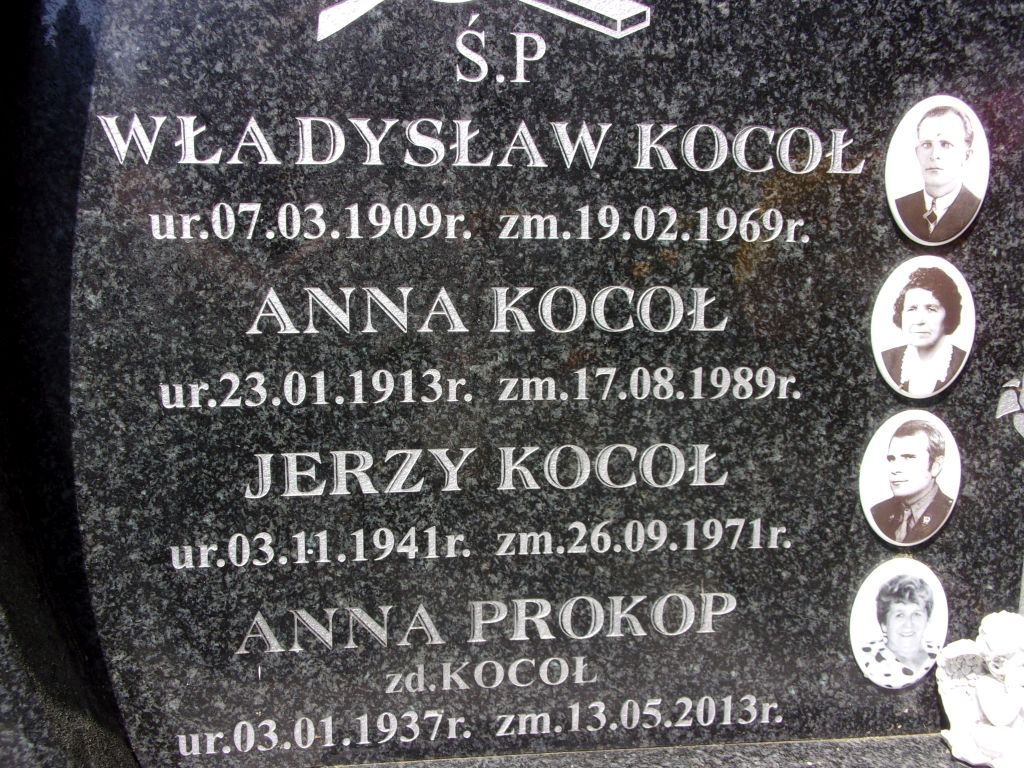 Ś.P
WŁADYSŁAW KOCOŁ
ur.07.03.1909r. zm.19.02.1969r.
ANNA KOCOŁ
ur.23.01.1913r. zm.17.08.1989r.
JERZY KOCOŁ
ur.03.11.1941r. zm.26.09.1971r.
ANNA PROKOP
zd.KOCOŁ
ur.03.01.1937r. zm.13.05.2013r.